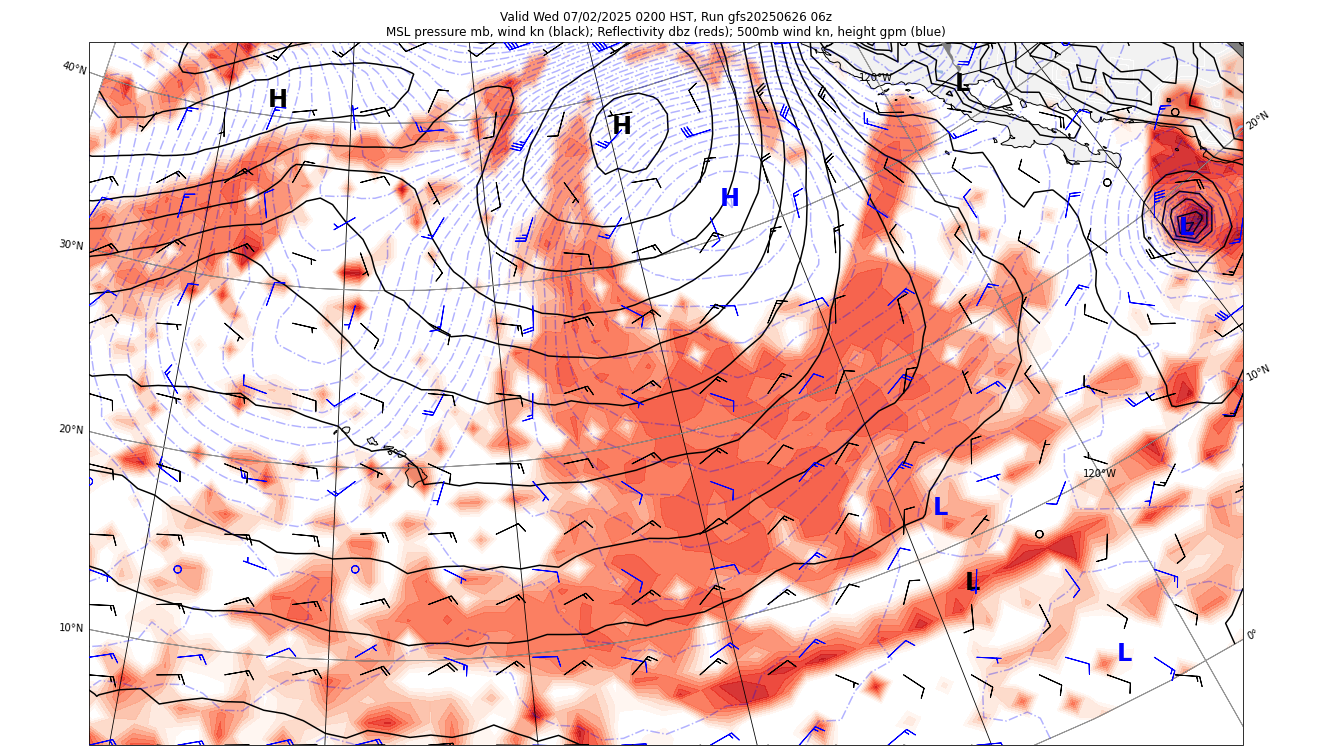 Valid Wed 07/02/2025 0200 HST, Run gfs20250626 06z
MSL pressure mb, wind kn (black); Reflectivity dbz (reds); 500mb wind kn, height gpm (blue)
40°N
120°W
L
H
H
20°N
H
L
30°N
10°N
20°N
120°W
L
L
10°N
0°
L